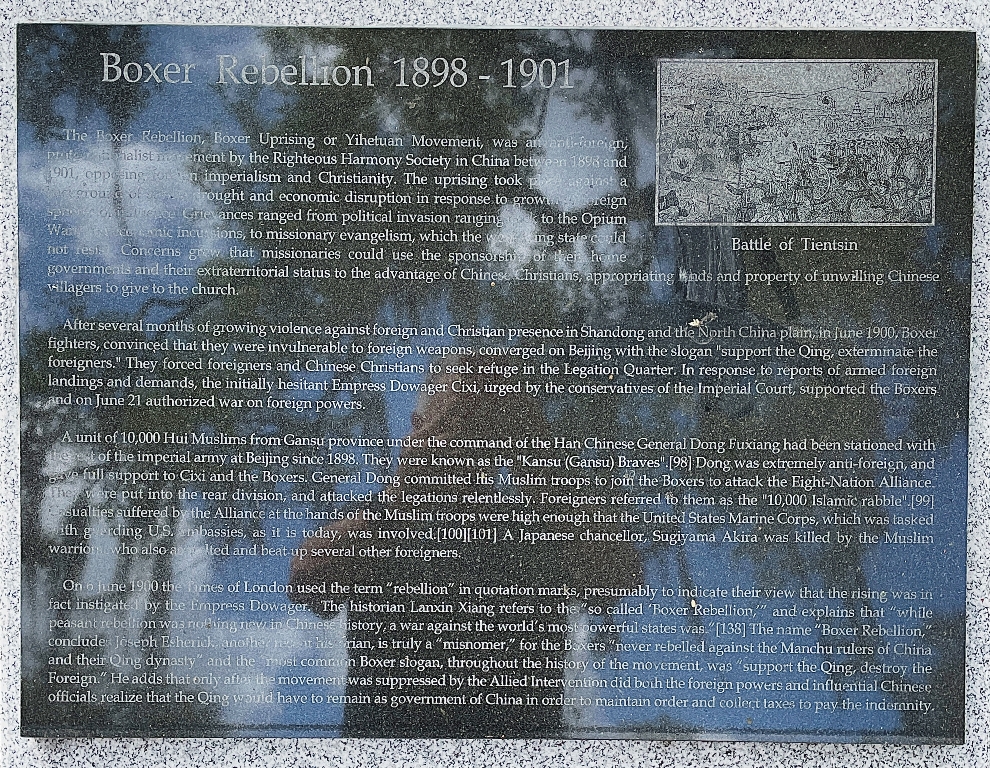 Boxer Rebellion 1898 - 1901
The Boxer Rebellion, Boxer Uprising or Yihetuan Movement, was an anti-foreign,
movement by the Righteous Harmony Society in China between 1898 and
1901, opposing foreign imperialism and Christianity. The uprising took place against a
background of drought and economic disruption in response to growth foreign
Grievances ranged from political invasion ranging back to the Opium
Wars economic incursions, to missionary evangelism, which the weakening state could
not resist. Concerns grew that missionaries could use the sponsorship of their home
governments and their extraterritorial status to the advantage of Chinese Christians, appropriating lands and property of unwilling Chinese
villagers to give to the church.
Battle of Tientsin
After several months of growing violence against foreign and Christian presence in Shandong and the North China plain, in June 1900, Boxer
fighters, convinced that they were invulnerable to foreign weapons, converged on Beijing with the slogan "support the Qing, exterminate the
foreigners." They forced foreigners and Chinese Christians to seek refuge in the Legation Quarter. In response to reports of armed foreign
landings and demands, the initially hesitant Empress Dowager Cixi, urged by the conservatives of the Imperial Court, supported the Boxers
and on June 21 authorized war on foreign powers.
A unit of 10,000 Hui Muslims from Gansu province under the command of the Han Chinese General Dong Fuxiang had been stationed with
the rest of the imperial army at Beijing since 1898. They were known as the "Kansu (Gansu) Braves".[98] Dong was extremely anti-foreign, and
gave full support to Cixi and the Boxers. General Dong committed His Muslim troops to join the Boxers to attack the Eight-Nation Alliance.
They were put into the rear division, and attacked the legations relentlessly. Foreigners referred to them as the "10,000 Islamic rabble".[99]
Casualties suffered by the Alliance at the hands of the Muslim troops were high enough that the United States Marine Corps, which was tasked
with guarding U.S. embassies, as it is today, was involved.[100][101] A Japanese chancellor, Sugiyama Akira was killed by the Muslim
warriors who also assaulted and beat up several other foreigners.
On 6 June 1900 the Times of London used the term “rebellion” in quotation marks, presumably to indicate their view that the rising was in
fact instigated by the Empress Dowager. The historian Lanxin Xiang refers to the “so called ‘Boxer Rebellion,’” and explains that “while
peasant rebellion was nothing new in Chinese history, a war against the world’s most powerful states was.”[138] The name “Boxer Rebellion,”
concludes Joseph Esherick, another recent historian, is truly a “misnomer,” for the Boxers “never rebelled against the Manchu rulers of China
and their Qing dynasty” and the “most common Boxer slogan, throughout the history of the movement, was “support the Qing, destroy the
Foreign.” He adds that only after the movement was suppressed by the Allied Intervention did both the foreign powers and influential Chinese
officials realize that the Qing would have to remain as government of China in order to maintain order and collect taxes to pay the indemnity.